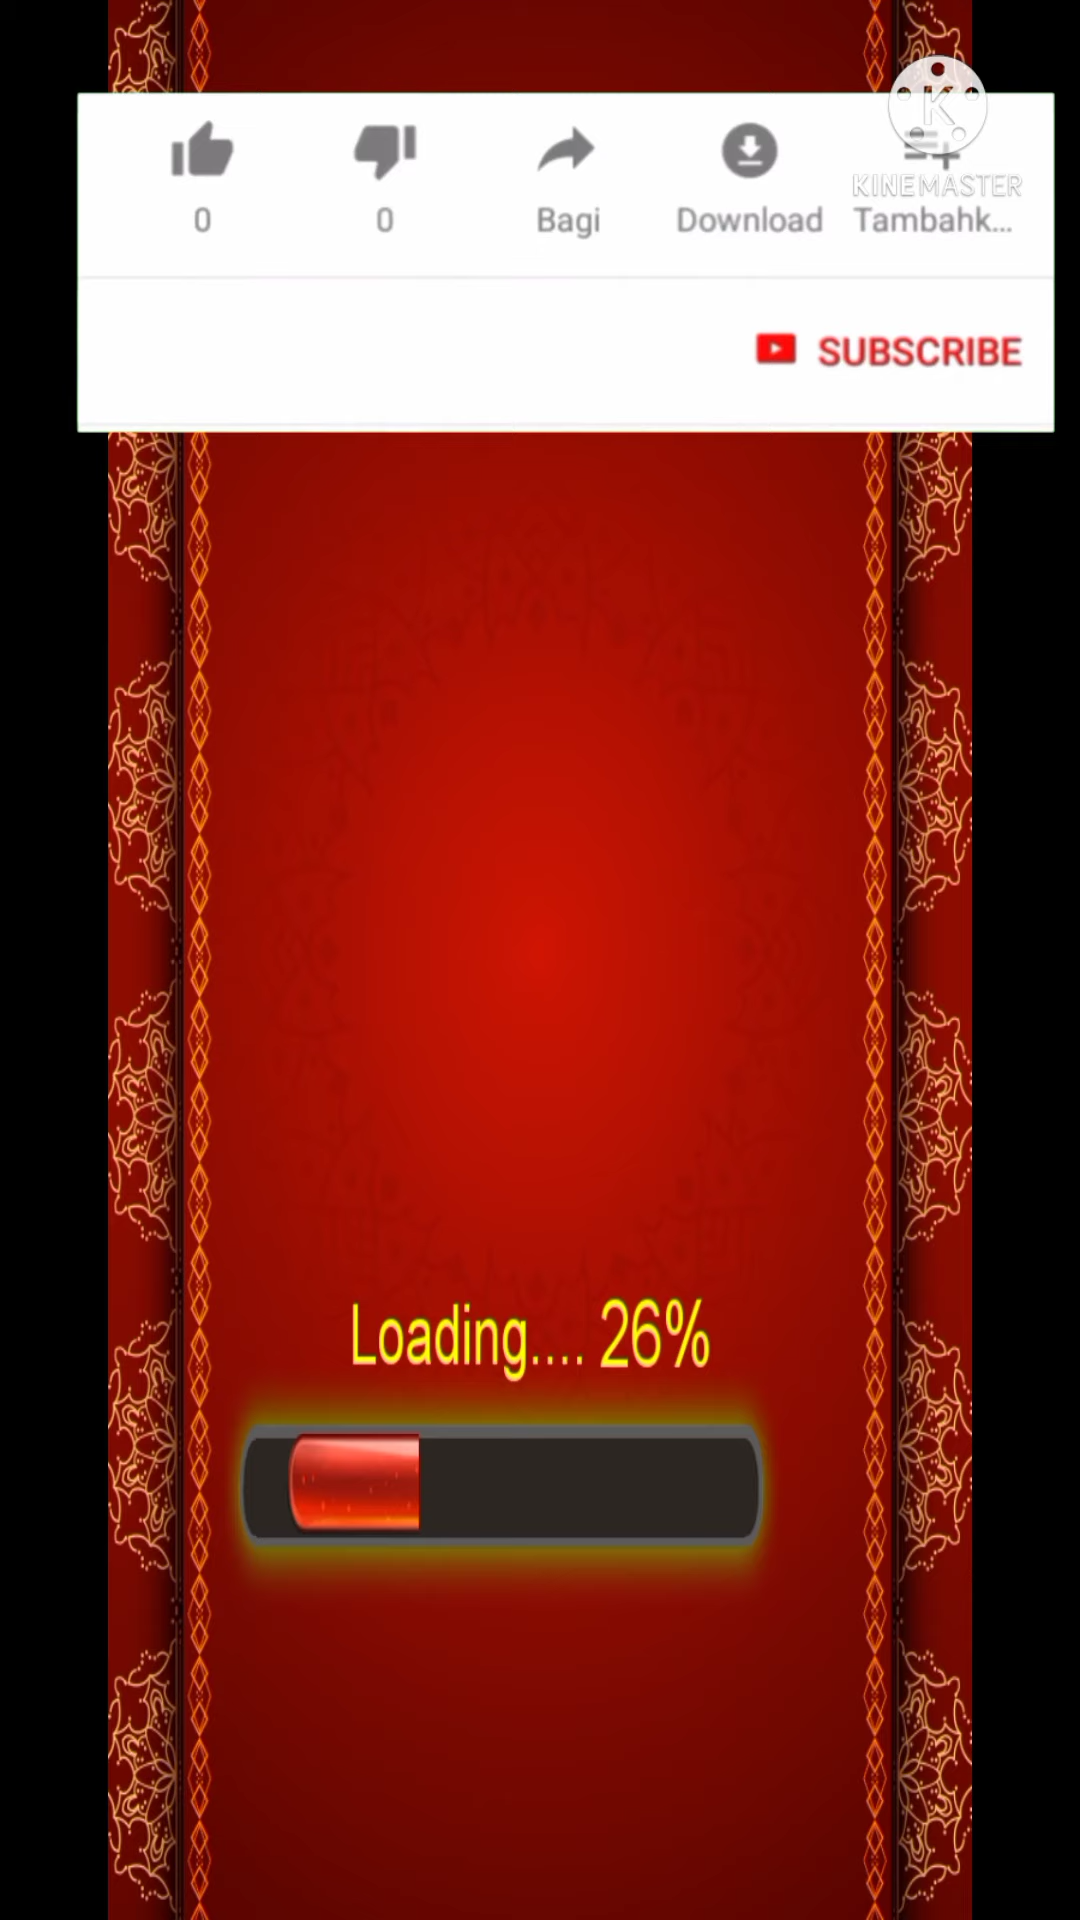 K
KINEMASTER
0 0 Bagi Download Tambahk...
SUBSCRIBE
Loading.... 26%